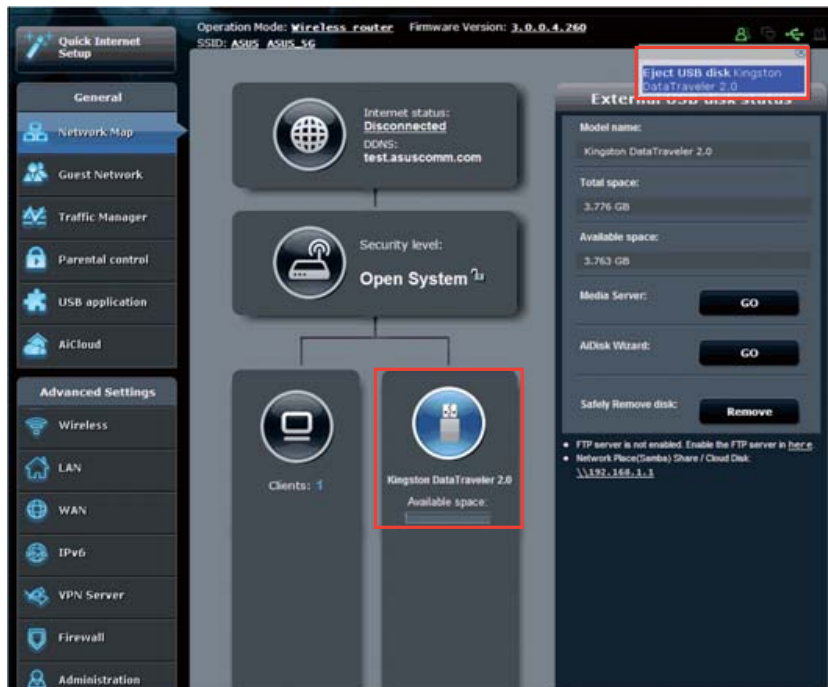 Operation Mode: Wireless router Firmware Version: 3.0.0.4.260
SSID: ASUS ASUS_5G
Quick Internet
Setup
General
Network Map
Guest Network
Traffic Manager
Parental control
USB application
AiCloud
Advanced Settings
Wireless
LAN
WAN
IPv6
VPN Server
Firewall
Administration
Internet status:
Disconnected
DDNS:
test.asuscomm.com
Security level:
Open System
Clients: 1
Kingston DataTraveler 2.0
Available space:
Eject USB disk Kingston
DataTraveler 2.0
External USB disk status
Model name:
Kingston DataTraveler 2.0
Total space:
3.776 GB
Available space:
3.763 GB
Media Server: GO
AiDisk Wizard: GO
Safely Remove disk: Remove
FTP server is not enabled. Enable the FTP server in here.
Network Place(Samba) Share / Cloud Disk:
\\192.168.1.1